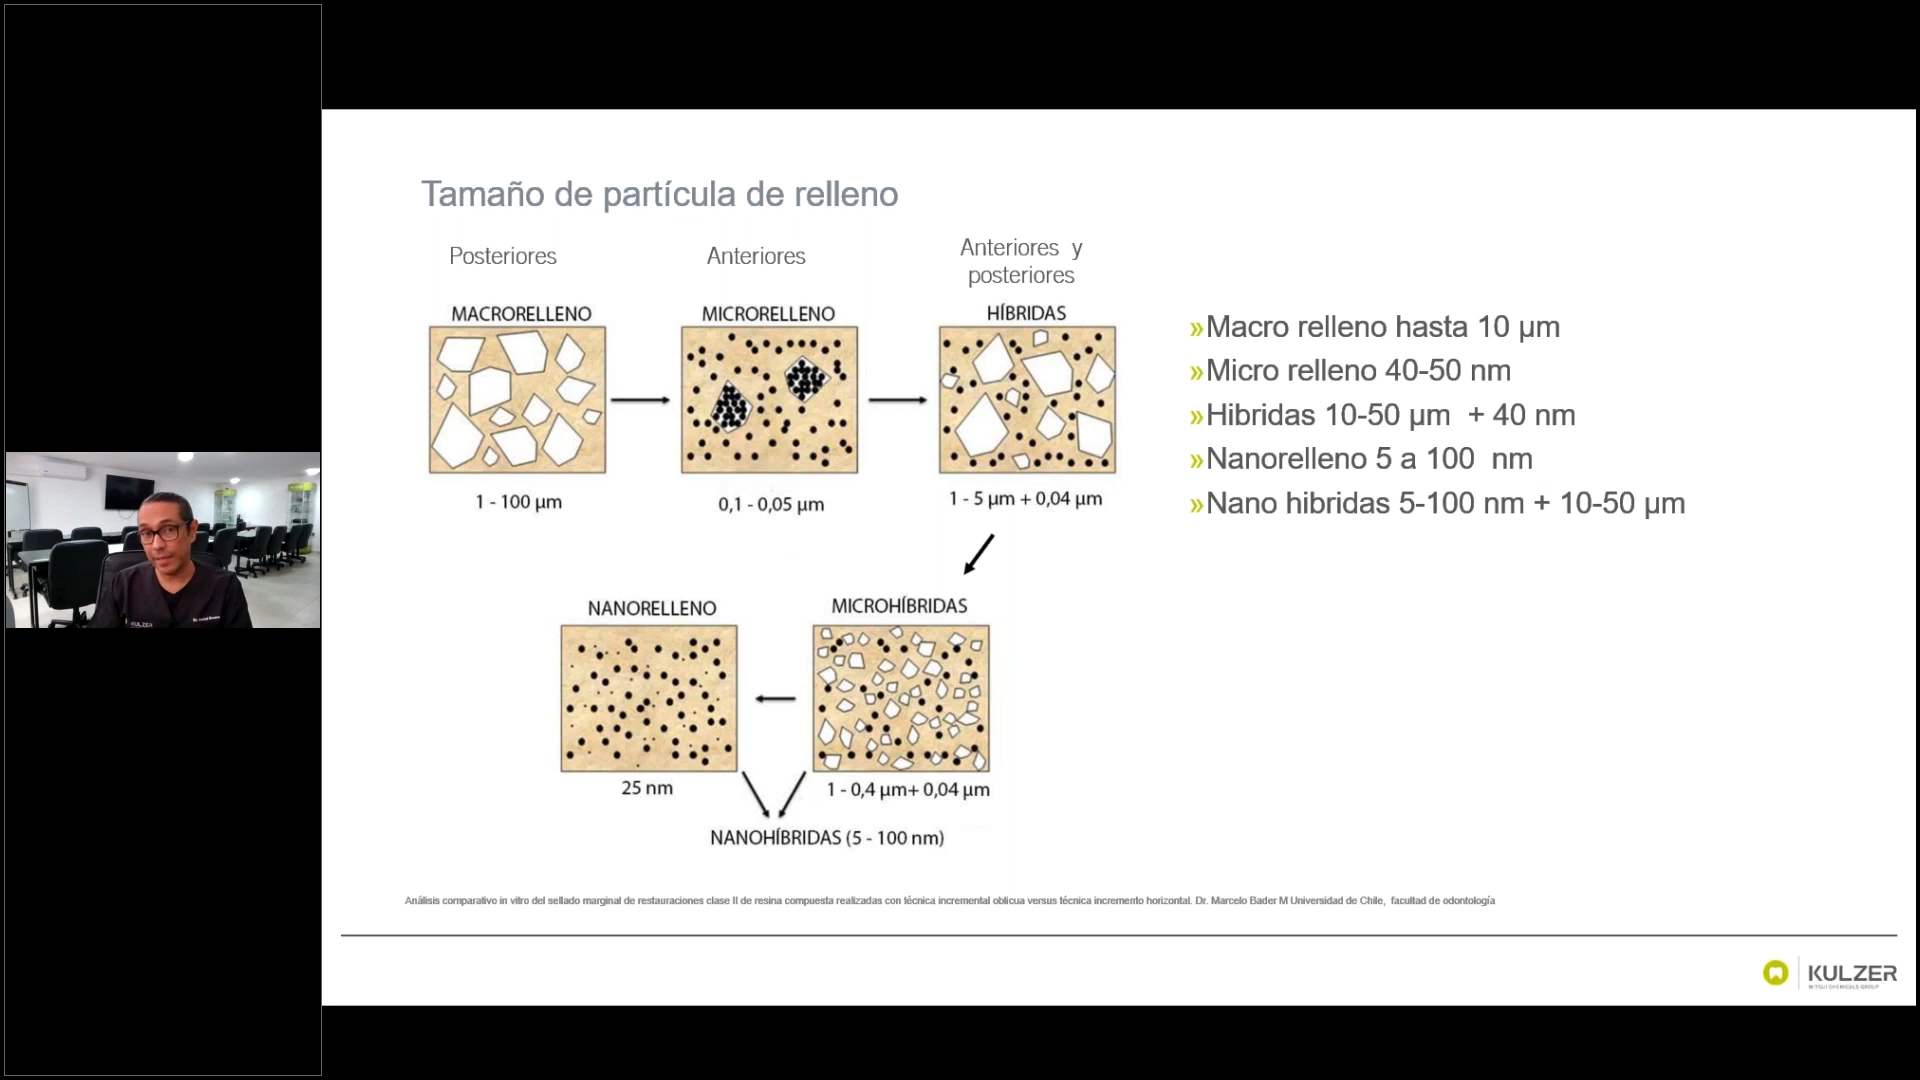 Tamaño de partícula de relleno
Posteriores
Anteriores
Anteriores y
posteriores
MACRORELLENO
MICRORELLENO
HÍBRIDAS
1 - 100 µm
0,1 - 0,05 µm
1 - 5 µm + 0,04 µm
NANORELLENO
MICROHÍBRIDAS
25 nm
1 - 0,4 µm+ 0,04 µm
NANOHÍBRIDAS (5 - 100 nm)
»Macro relleno hasta 10 µm
»Micro relleno 40-50 nm
»Hibridas 10-50 µm + 40 nm
»Nanorelleno 5 a 100 nm
»Nano hibridas 5-100 nm + 10-50 µm
Análisis comparativo in vitro del sellado marginal de restauraciones clase II de resina compuesta realizadas con técnica incremental oblicua versus técnica incremento horizontal. Dr. Marcelo Bader M Universidad de Chile, facultad de odontología
KULZER
MITSUI CHEMICALS GROUP
KULZER